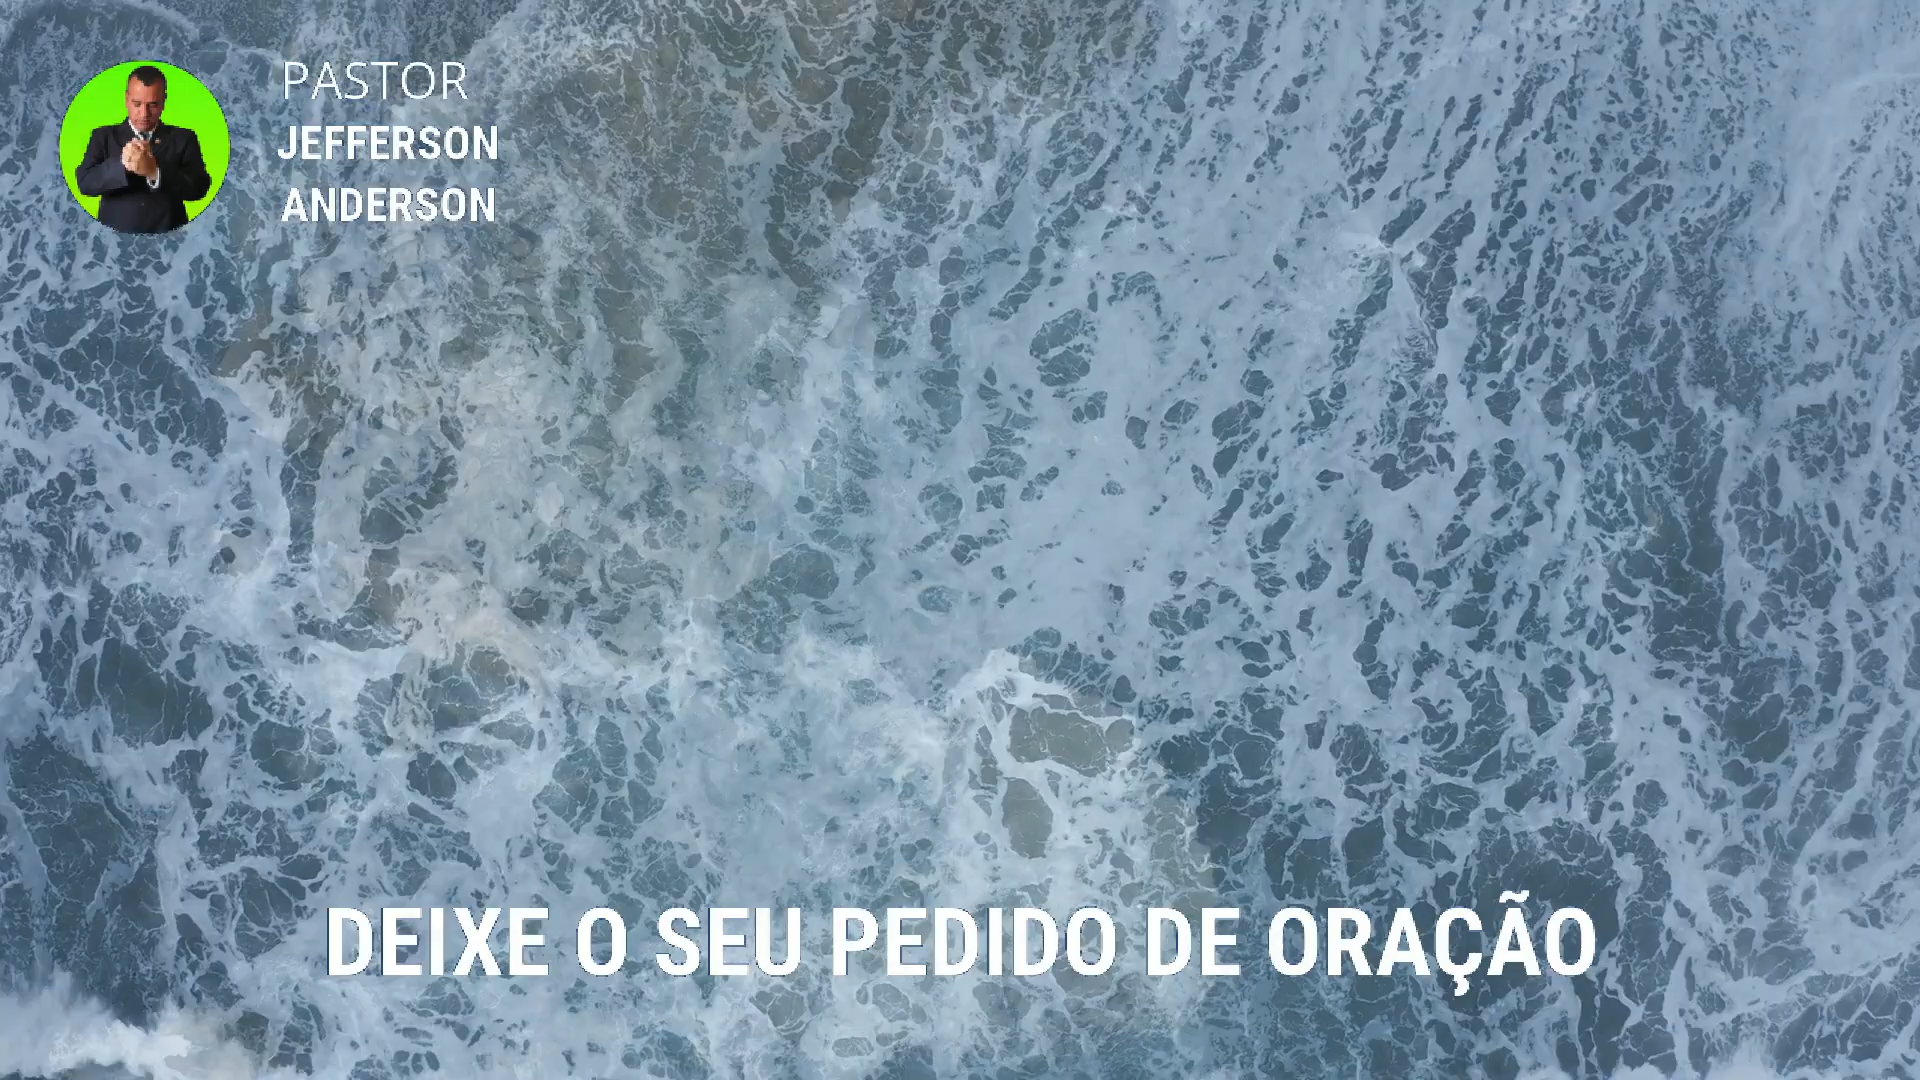 PASTOR
JEFFERSON
ANDERSON
DEIXE O SEU PEDIDO DE ORAÇÃO